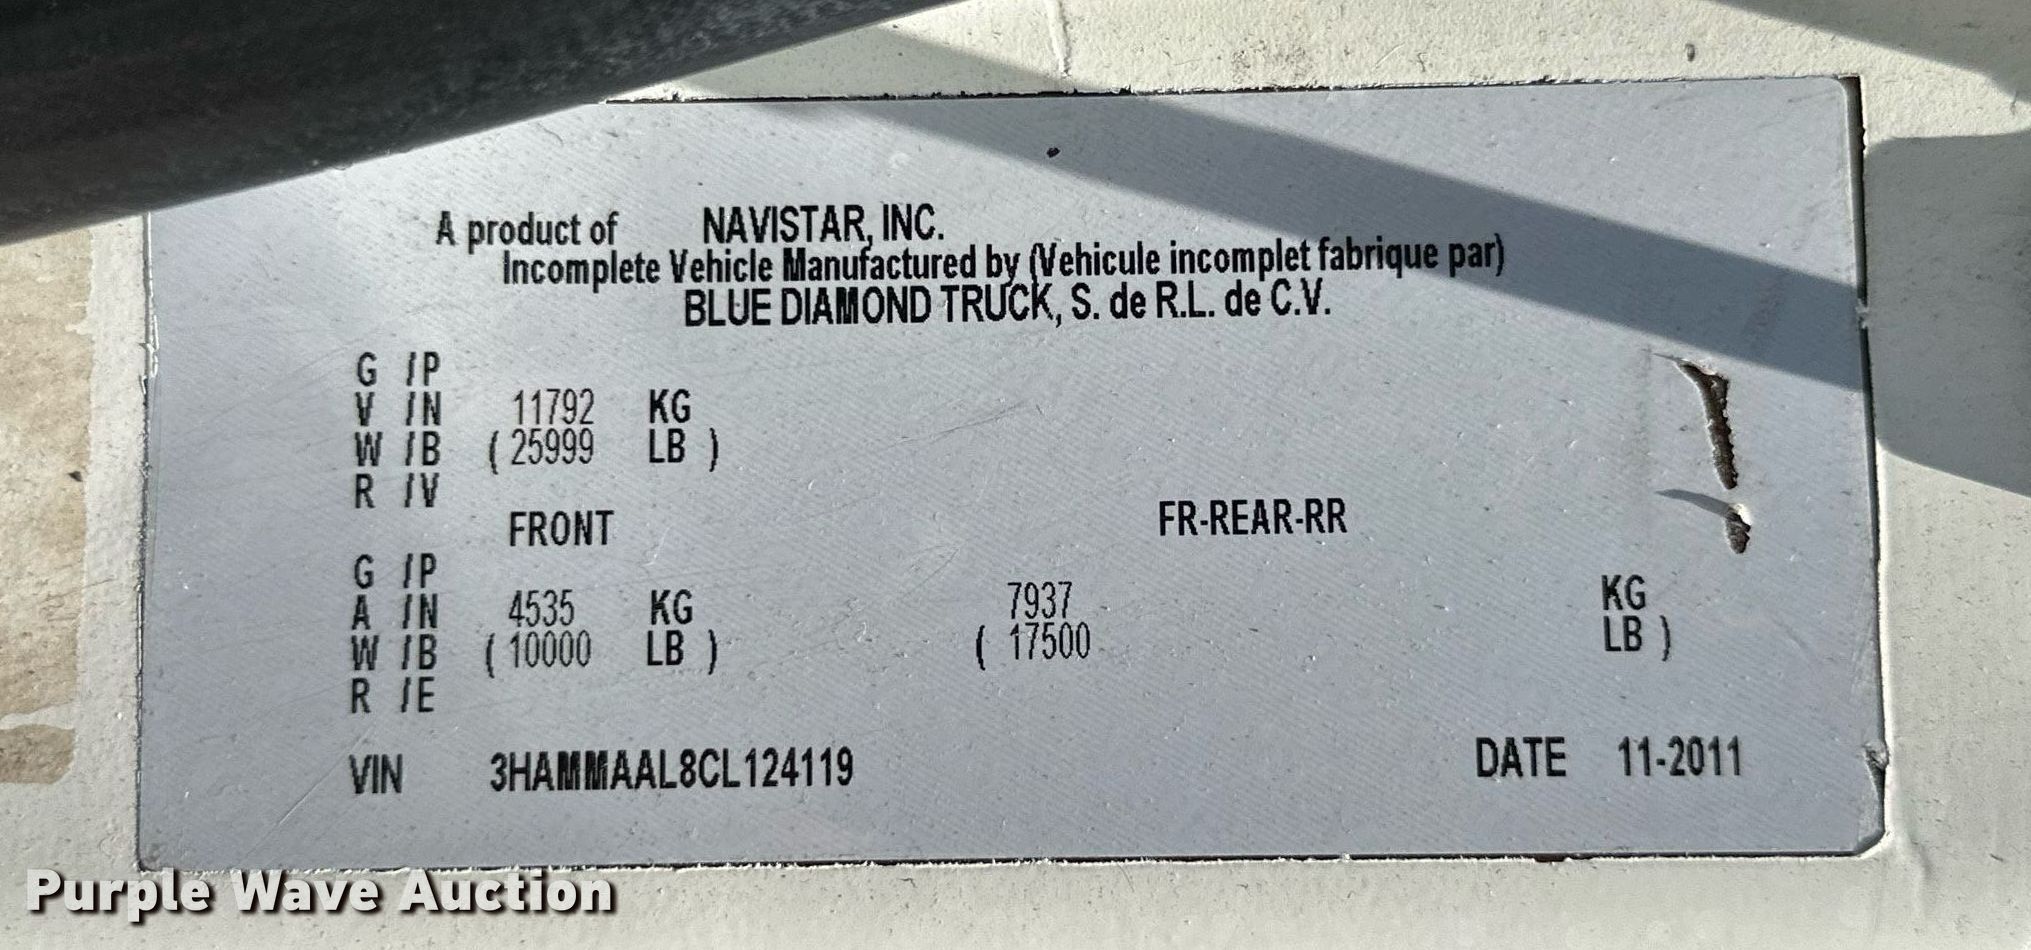 A product of NAVISTAR, INC.
Incomplete Vehicle Manufactured by (Vehicule incomplet fabrique par)
BLUE DIAMOND TRUCK, S. de R.L. de C.V.
G /P
V /N 11792 KG
W /B ( 25999 LB )
R /V
FRONT FR-REAR-RR
G /P
A /N 4535 KG 7937 KG
W /B ( 10000 LB ) ( 17500 LB )
R /E
VIN 3HAMMAAL8CL124119 DATE 11-2011
Purple Wave Auction